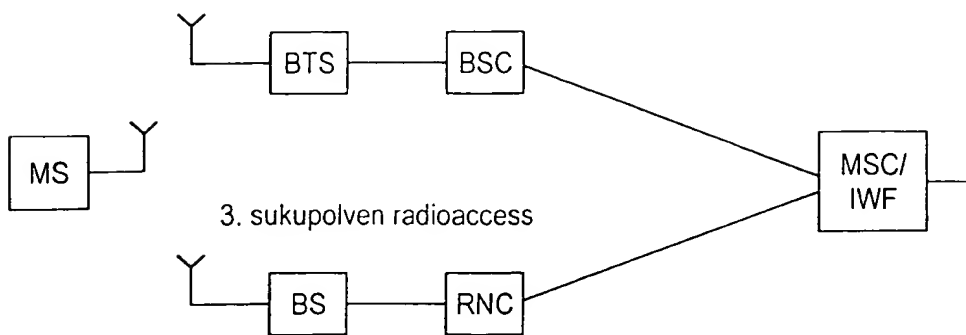 BTS
BSC
MS
MSC/
IWF
3. sukupolven radioaccess
BS
RNC